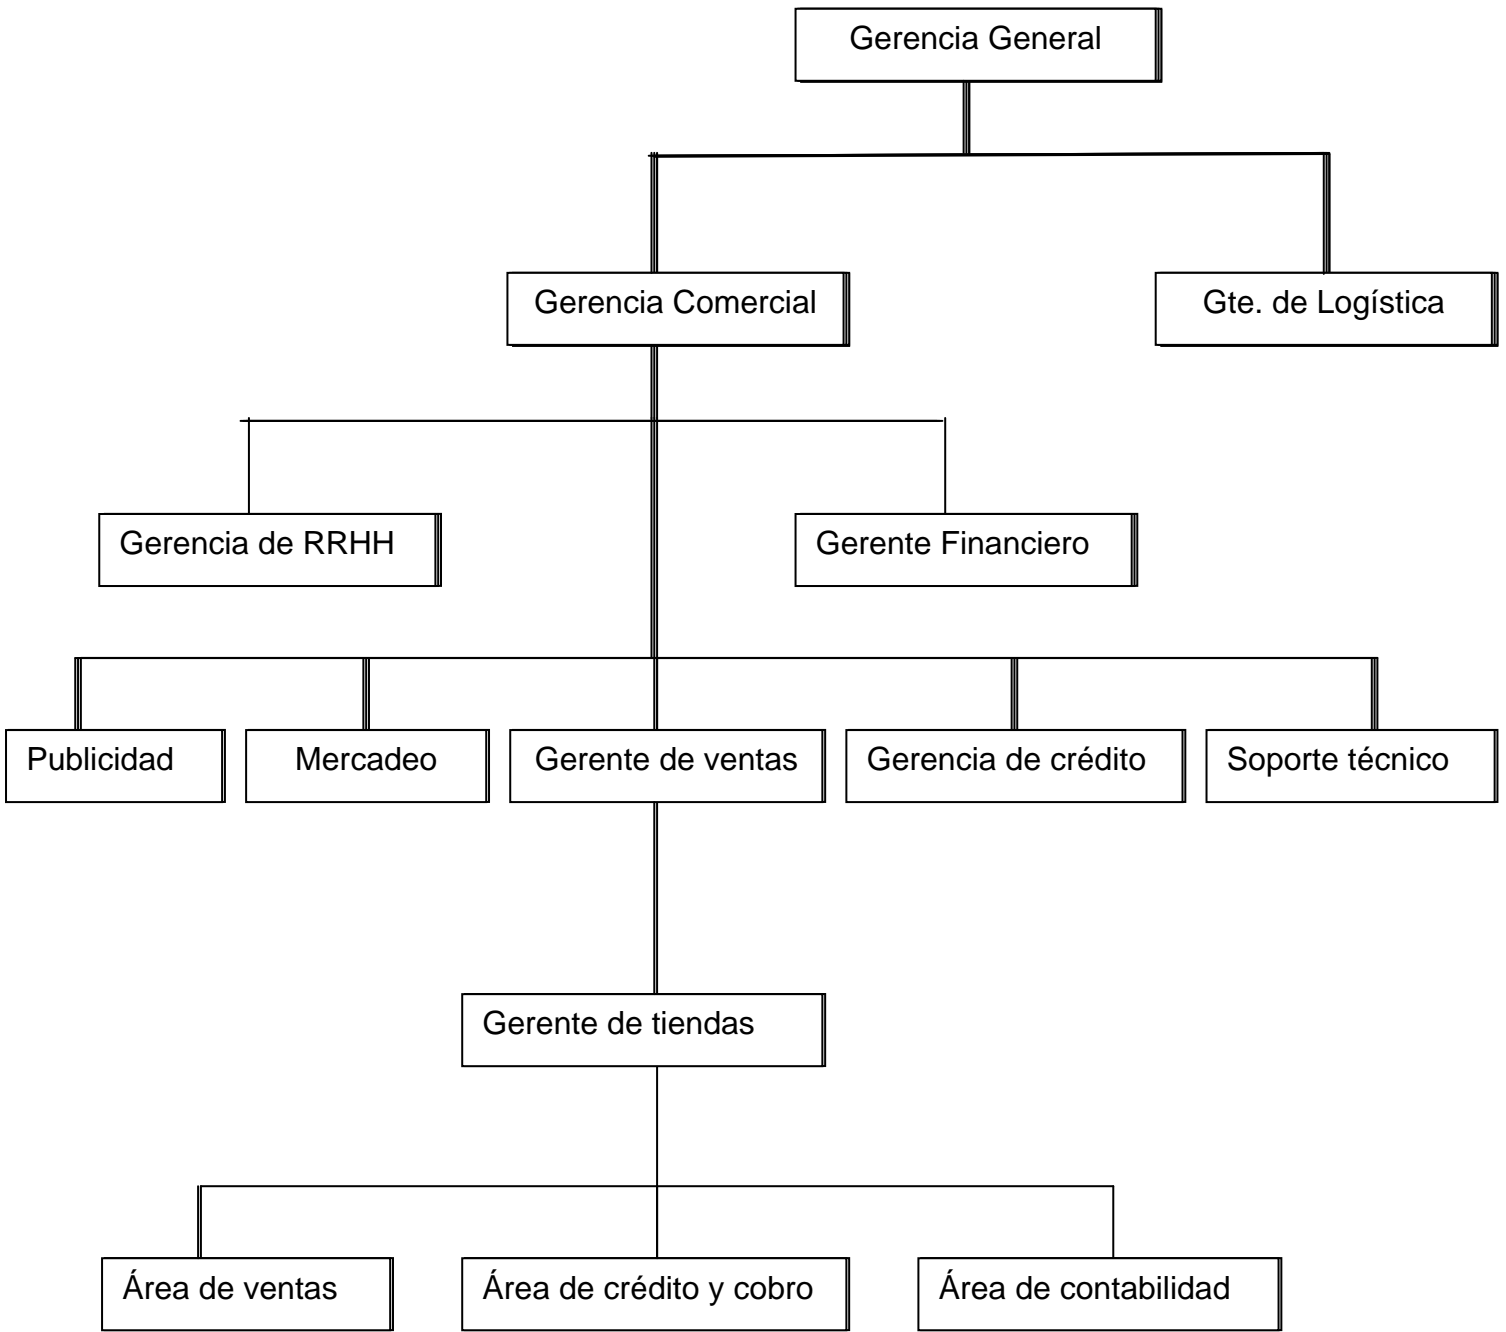 Gerencia General
Gerencia Comercial
Gte. de Logística
Gerencia de RRHH
Gerente Financiero
Publicidad
Mercadeo
Gerente de ventas
Gerencia de crédito
Soporte técnico
Gerente de tiendas
Área de ventas
Área de crédito y cobro
Área de contabilidad